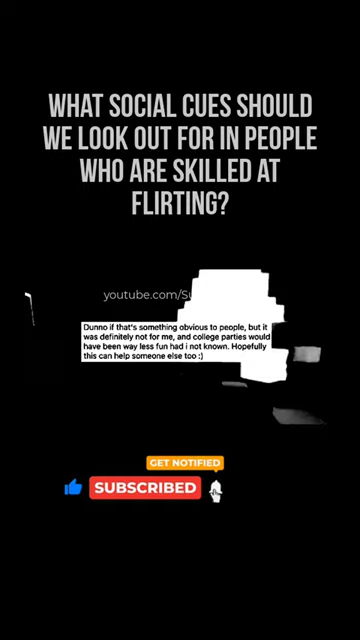 WHAT SOCIAL CUES SHOULD
WE LOOK OUT FOR IN PEOPLE
WHO ARE SKILLED AT
FLIRTING?
youtube.com/Su
Dunno if that's something obvious to people, but it
was definitely not for me, and college parties would
have been way less fun had i not known. Hopefully
this can help someone else too :)
GET NOTIFIED
SUBSCRIBED